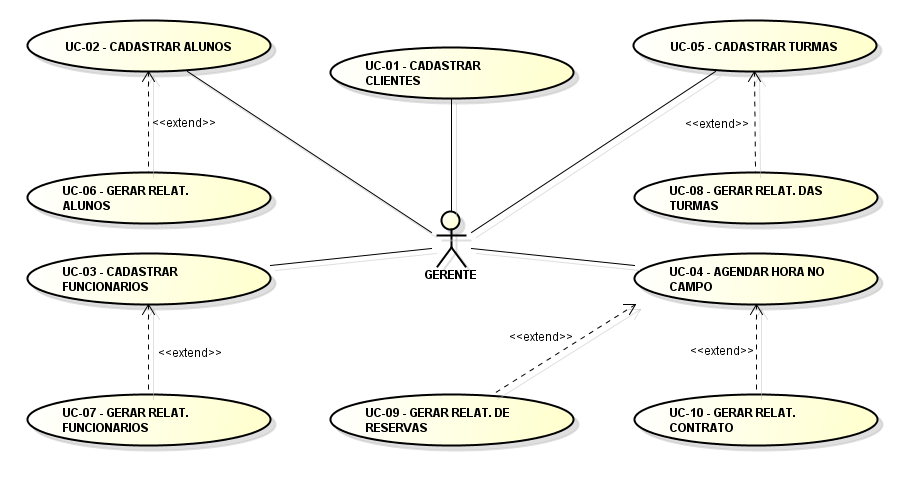 UC-02 - CADASTRAR ALUNOS
UC-01 - CADASTRAR
CLIENTES
UC-05 - CADASTRAR TURMAS
<<extend>>
<<extend>>
UC-06 - GERAR RELAT.
ALUNOS
UC-08 - GERAR RELAT. DAS
TURMAS
GERENTE
UC-03 - CADASTRAR
FUNCIONARIOS
UC-04 - AGENDAR HORA NO
CAMPO
<<extend>>
<<extend>>
<<extend>>
UC-07 - GERAR RELAT.
FUNCIONARIOS
UC-09 - GERAR RELAT. DE
RESERVAS
UC-10 - GERAR RELAT.
CONTRATO